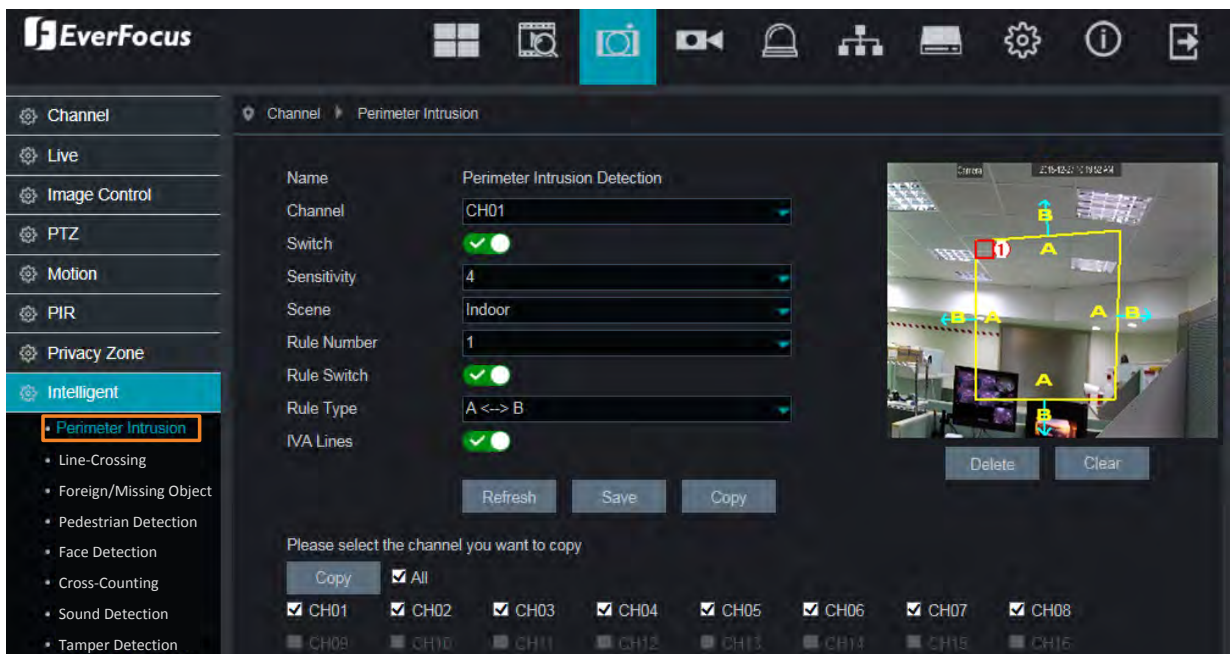 EverFocus
Channel
Live
Image Control
PTZ
Motion
PIR
Privacy Zone
Intelligent
Perimeter Intrusion
Line-Crossing
Foreign/Missing Object
Pedestrian Detection
Face Detection
Cross-Counting
Sound Detection
Tamper Detection
Channel Perimeter Intrusion
Name Perimeter Intrusion Detection
Channel CH01
Switch
Sensitivity 4
Scene Indoor
Rule Number 1
Rule Switch
Rule Type A <--> B
IVA Lines
Refresh Save Copy
Please select the channel you want to copy
Copy All
CH01 CH02 CH03 CH04 CH05 CH06 CH07 CH08
CH09 CH10 CH11 CH12 CH13 CH14 CH15 CH16
Camera
B
1 A
B A A B
A
B
Delete Clear